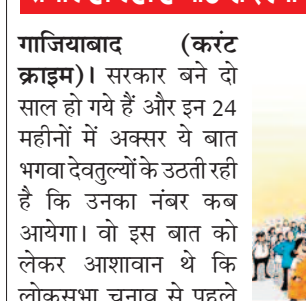 गाजियाबाद (करंट
क्राइम)। सरकार बने दो
साल हो गये हैं और इन 24
महीनों में अक्सर ये बात
भगवा देवतुल्यों के उठती रही
है कि उनका नंबर कब
आयेगा। वो इस बात को
लेकर आशावान थे कि
लोकसभा चुनाव से पहले